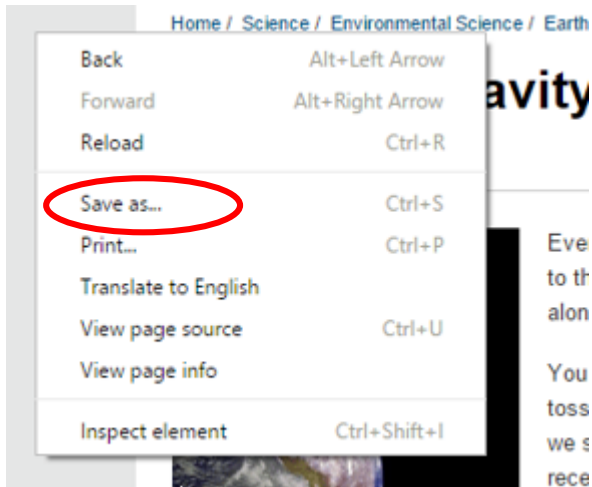 Home / Science / Environmental Science / Earth
avity
Back Alt+Left Arrow
Forward Alt+Right Arrow
Reload Ctrl+R
Save as... Ctrl+S
Print... Ctrl+P
Translate to English
View page source Ctrl+U
View page info
Inspect element Ctrl+Shift+I
Ever
to th
alon
You
toss
we s
rece